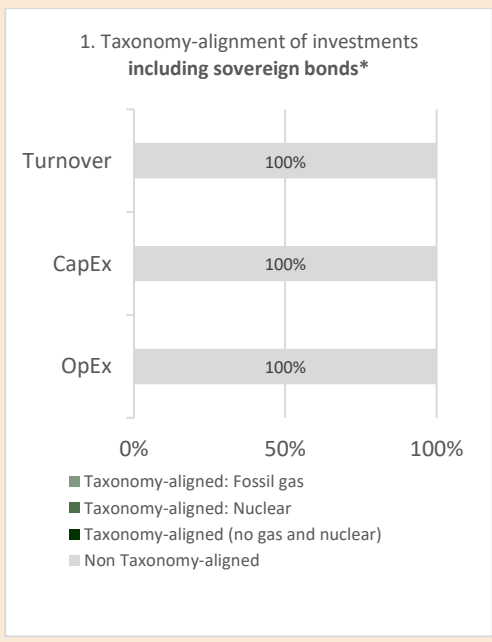 1. Taxonomy-alignment of investments
including sovereign bonds*
Turnover
100%
CapEx
100%
OpEx
100%
0% 50% 100%
Taxonomy-aligned: Fossil gas
Taxonomy-aligned: Nuclear
Taxonomy-aligned (no gas and nuclear)
Non Taxonomy-aligned